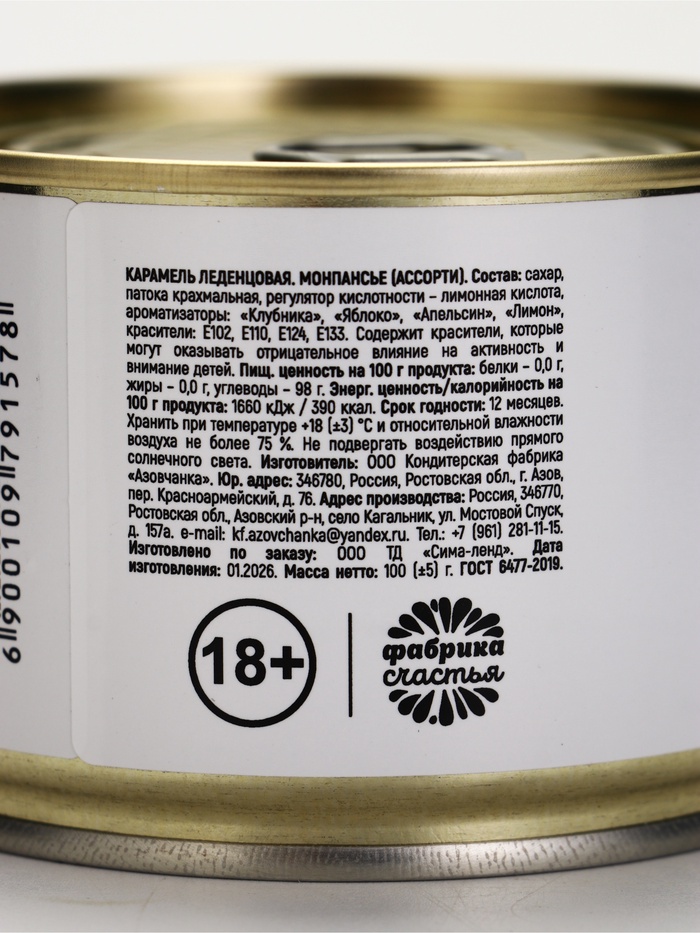 КАРАМЕЛЬ ЛЕДЕНЦОВАЯ. МОНПАНСЬЕ (АССОРТИ). Состав: сахар,
патока крахмальная, регулятор кислотности – лимонная кислота,
ароматизаторы: «Клубника», «Яблоко», «Апельсин», «Лимон»,
красители: Е102, Е110, Е124, Е133. Содержит красители, которые
могут оказывать отрицательное влияние на активность и
внимание детей. Пищ. ценность на 100 г продукта: белки – 0,0 г,
жиры – 0,0 г, углеводы – 98 г. Энерг. ценность/калорийность на
100 г продукта: 1660 кДж / 390 ккал. Срок годности: 12 месяцев.
Хранить при температуре +18 (±3) °С и относительной влажности
воздуха не более 75 %. Не подвергать воздействию прямого
солнечного света. Изготовитель: ООО Кондитерская фабрика
«Азовчанка». Юр. адрес: 346780, Россия, Ростовская обл., г. Азов,
пер. Красноармейский, д. 76. Адрес производства: Россия, 346770,
Ростовская обл., Азовский р-н, село Кагальник, ул. Мостовой Спуск,
д. 157а. e-mail: kf.azovchanka@yandex.ru. Тел.: +7 (961) 281-11-15.
Изготовлено по заказу: ООО ТД «Сима-ленд». Дата
изготовления: 01.2026. Масса нетто: 100 (±5) г. ГОСТ 6477-2019.
18+
фабрика
счастья
6900109791578